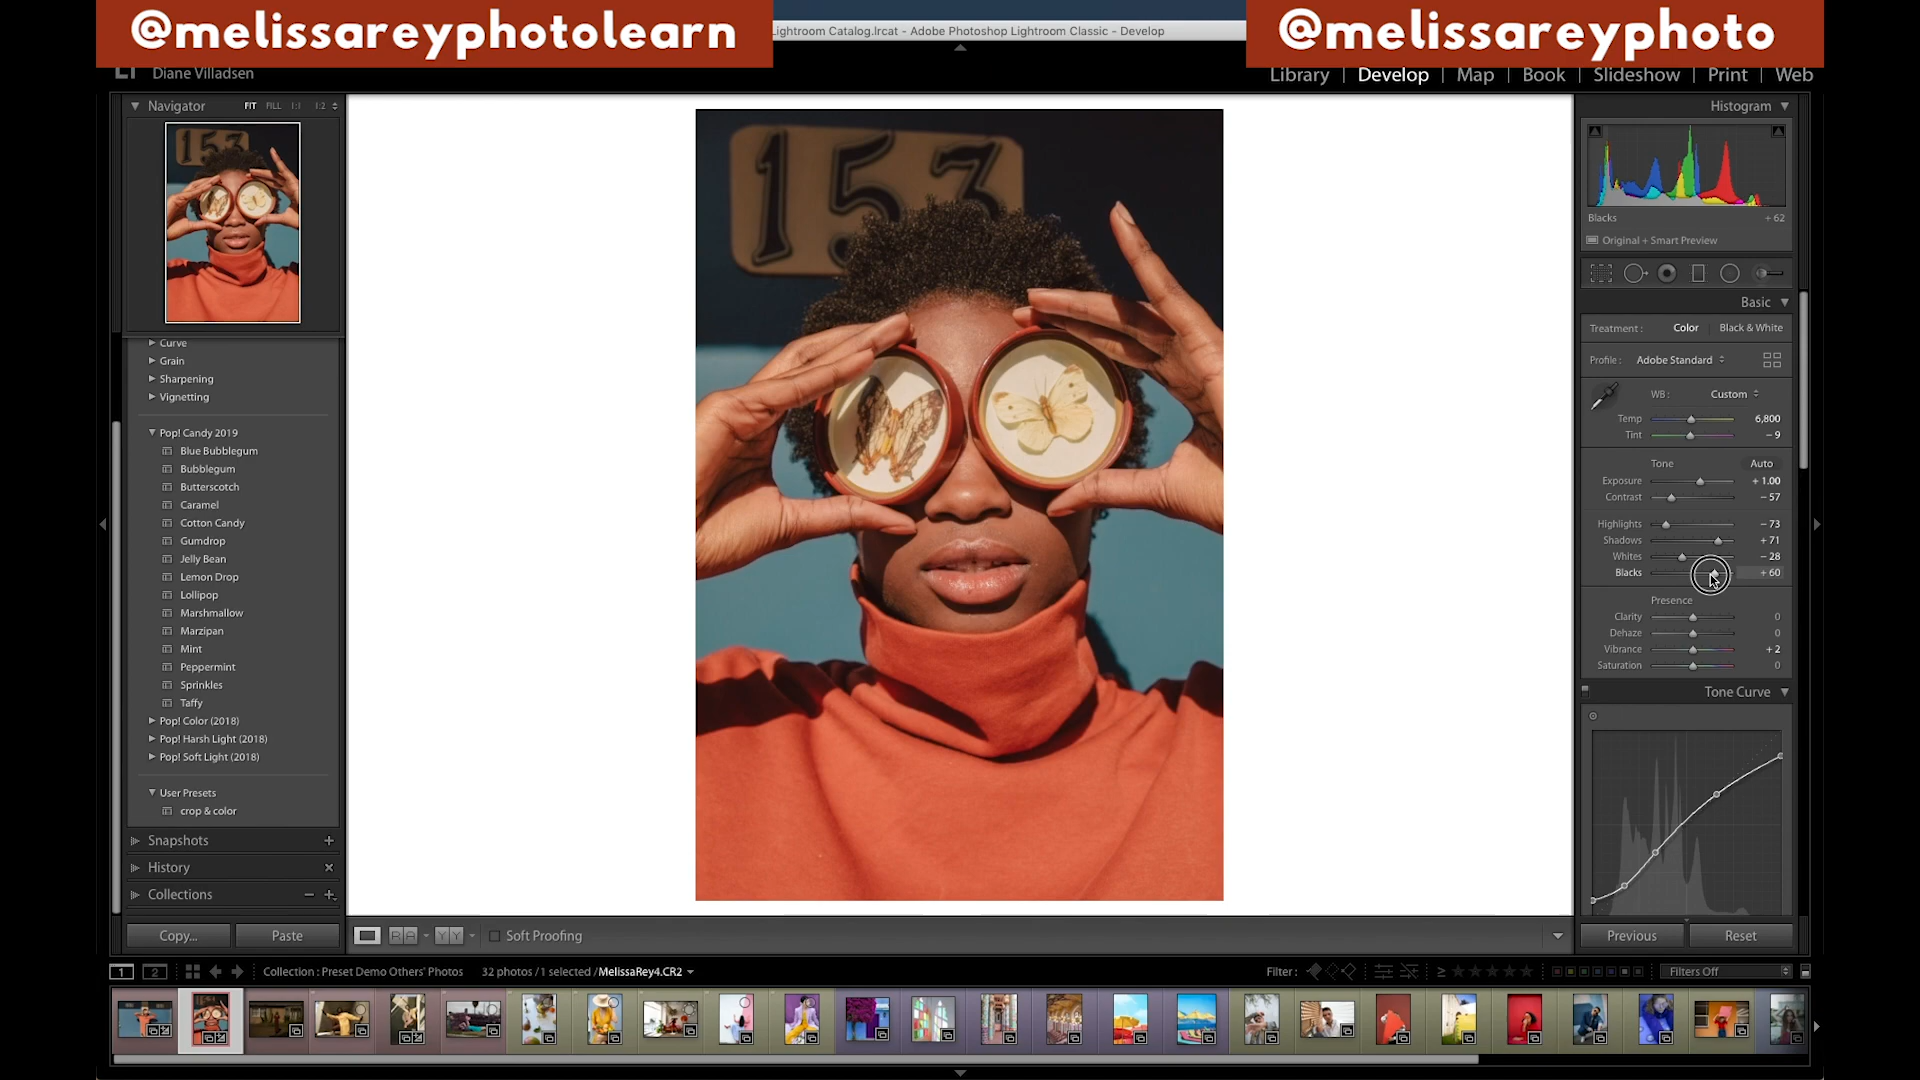 @melissareyphotolearn
@melissareyphoto
Lightroom Catalog.lrcat - Adobe Photoshop Lightroom Classic - Develop
Diane Villadsen
Library | Develop | Map | Book | Slideshow | Print | Web
Navigator FIT FILL 1:1 1:2
153
Curve
Grain
Sharpening
Vignetting
Pop! Candy 2019
Blue Bubblegum
Bubblegum
Butterscotch
Caramel
Cotton Candy
Gumdrop
Jelly Bean
Lemon Drop
Lollipop
Marshmallow
Marzipan
Mint
Peppermint
Sprinkles
Taffy
Pop! Color (2018)
Pop! Harsh Light (2018)
Pop! Soft Light (2018)
User Presets
crop & color
Snapshots +
History ×
Collections − +
Copy... Paste
153
Soft Proofing
Histogram
Blacks + 62
Original + Smart Preview
Basic
Treatment : Color Black & White
Profile : Adobe Standard
WB : Custom
Temp 6,800
Tint − 9
Tone Auto
Exposure + 1.00
Contrast − 57
Highlights − 73
Shadows + 71
Whites − 28
Blacks + 60
Presence
Clarity 0
Dehaze 0
Vibrance + 2
Saturation 0
Tone Curve
Previous Reset
1 2 Collection : Preset Demo Others' Photos 32 photos / 1 selected / MelissaRey4.CR2
Filter : ≥ Filters Off